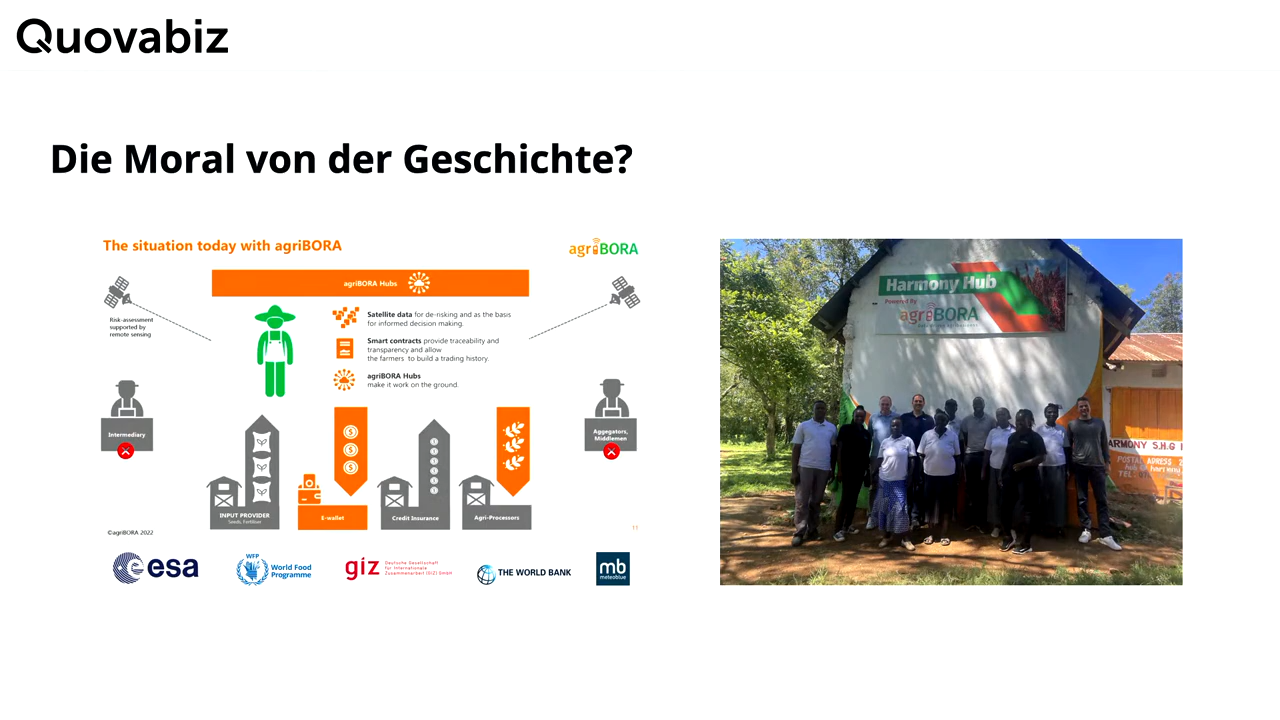 Quovabiz
Die Moral von der Geschichte?
The situation today with agriBORA
agriBORA
agriBORA Hubs
Risk-assessment
supported by
remote sensing
Satellite data for de-risking and as the basis
for informed decision making.
Smart contracts provide traceability and
transparency and allow
the farmers to build a trading history.
agriBORA Hubs
make it work on the ground.
Intermediary
Aggegators,
Middlemen
INPUT PROVIDER
Seeds, Fertiliser
E-wallet
Credit Insurance
Agri-Processors
©agriBORA 2022
11
esa
WFP
World Food
Programme
giz
Deutsche Gesellschaft
für Internationale
Zusammenarbeit (GIZ) GmbH
THE WORLD BANK
mb
meteoblue
Harmony Hub
Powered By
agriBORA
HARMONY S.H.G
POSTAL ADRESS
TEL